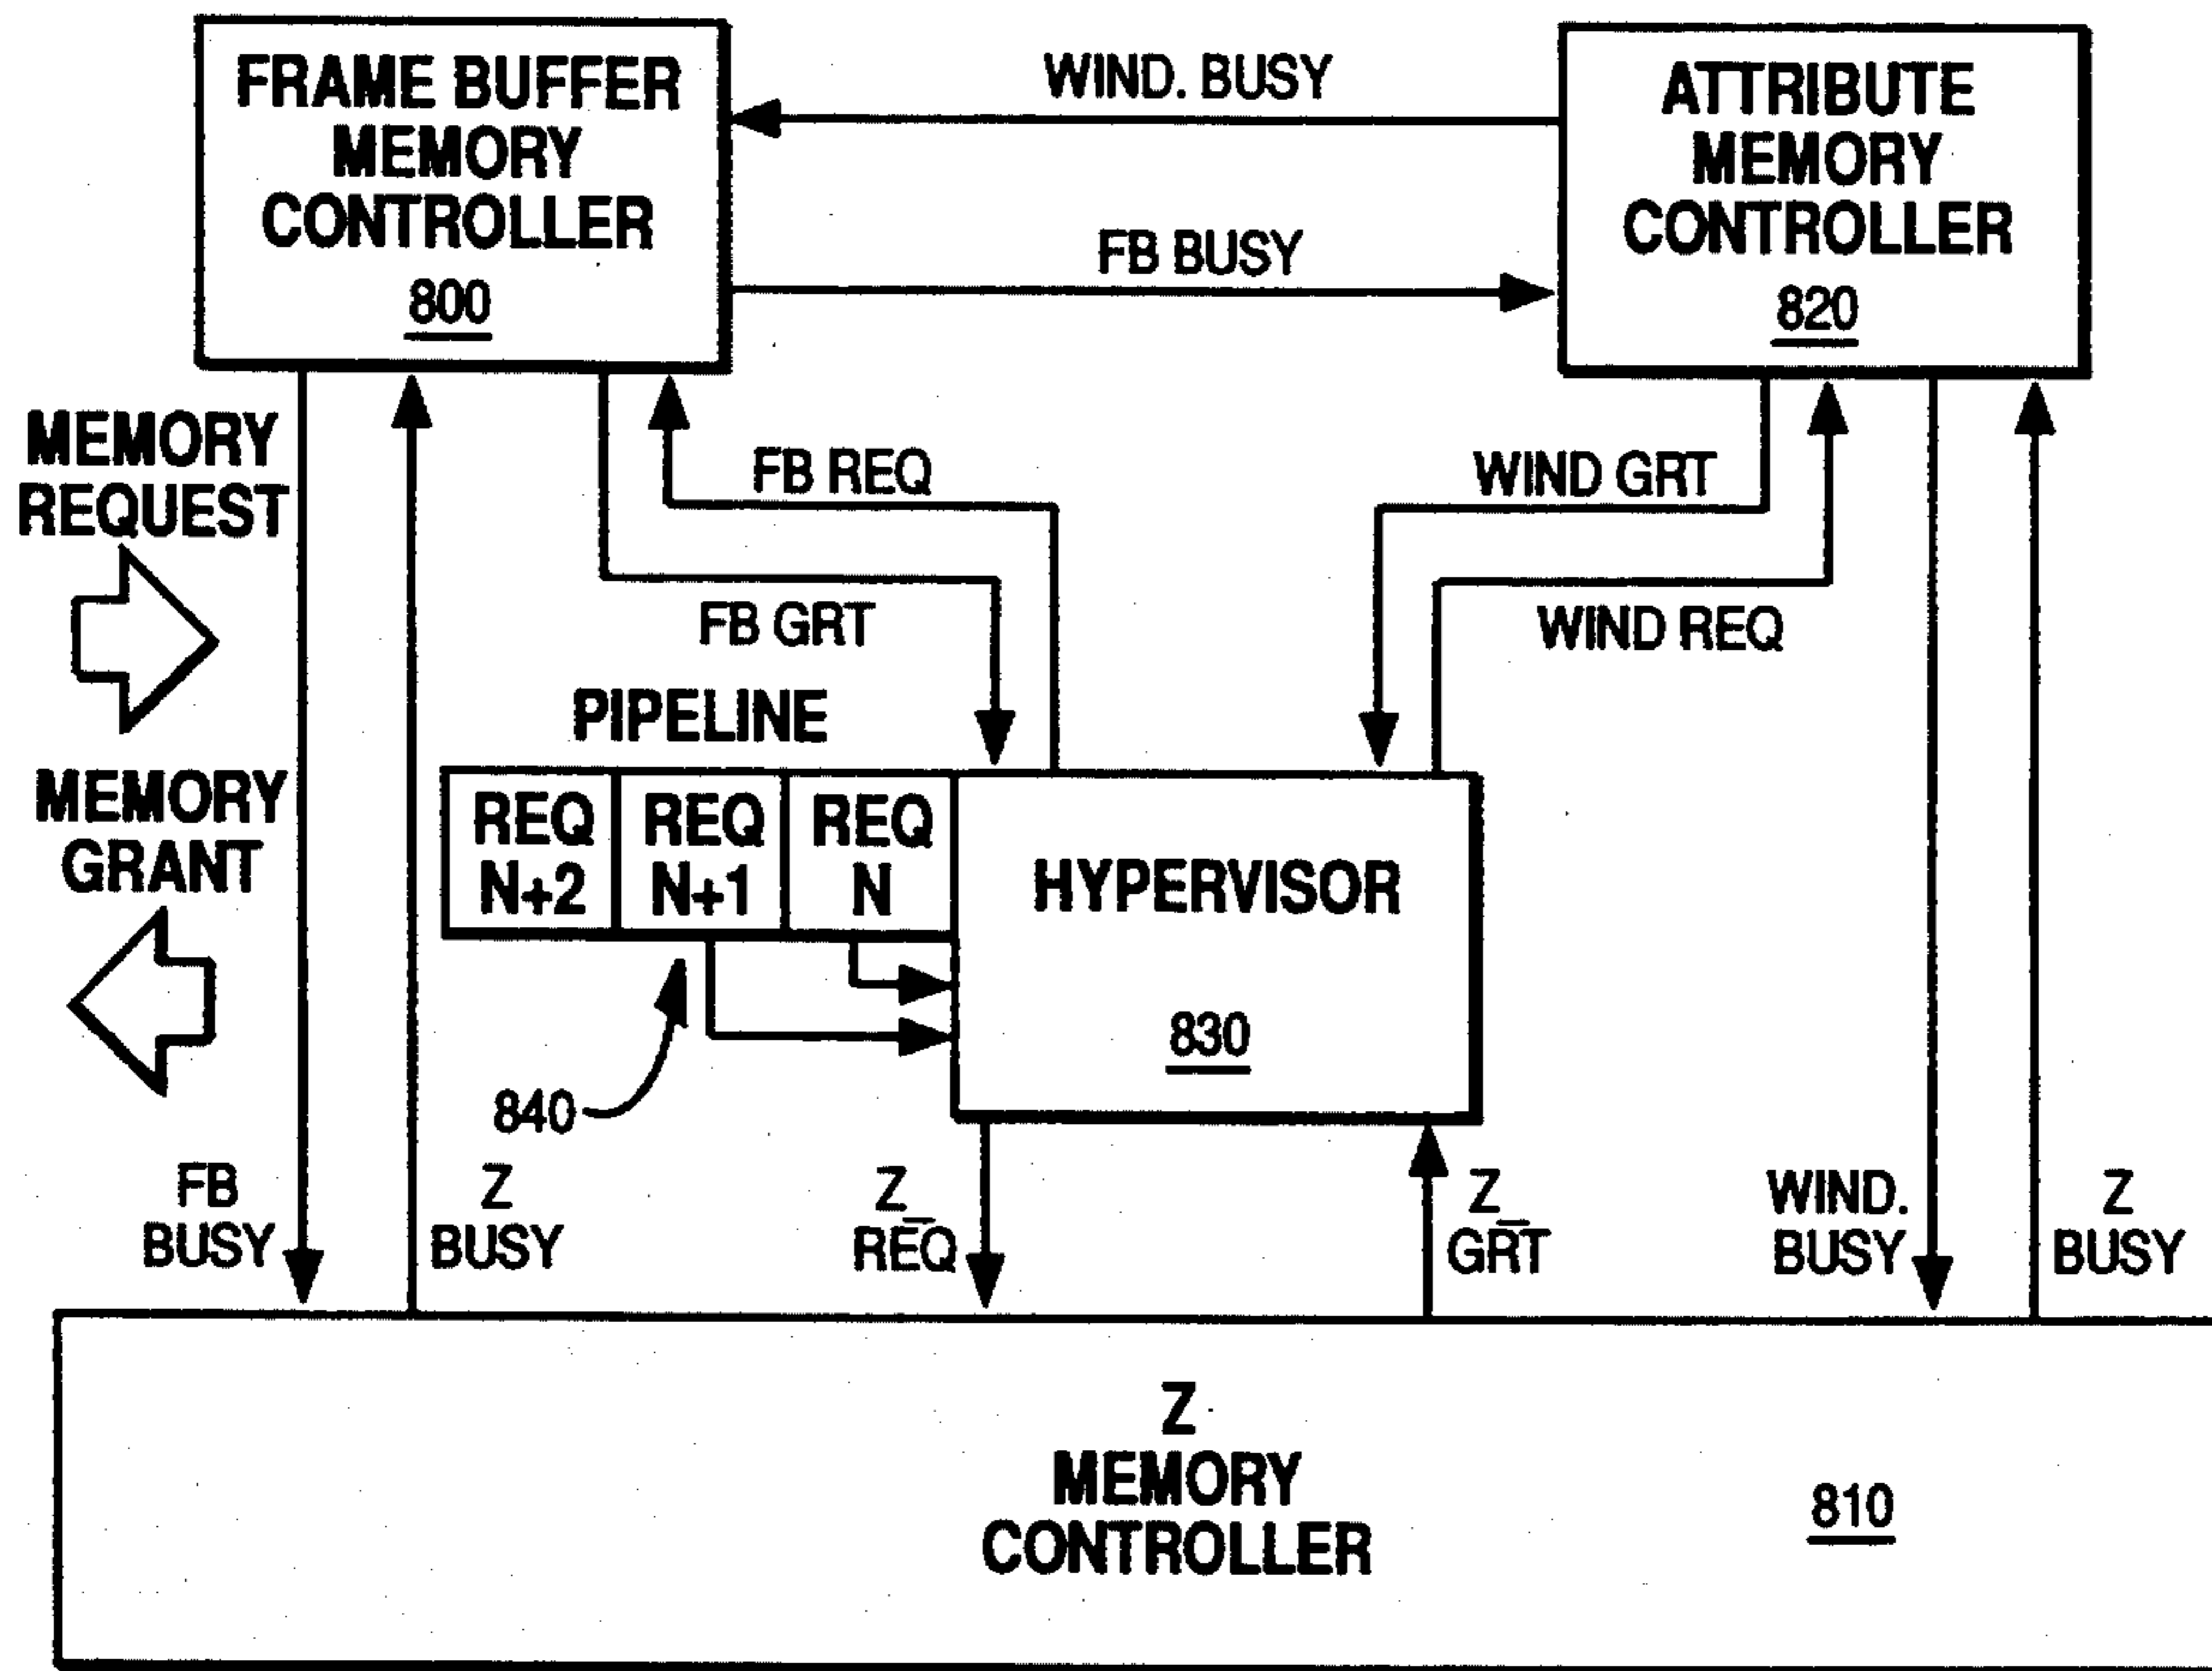 FRAME BUFFER
MEMORY
CONTROLLER
800
WIND. BUSY
FB BUSY
ATTRIBUTE
MEMORY
CONTROLLER
820
MEMORY
REQUEST
FB REQ
WIND GRT
FB GRT
WIND REQ
PIPELINE
MEMORY
GRANT
REQ
N+2
REQ
N+1
REQ
N
HYPERVISOR
830
840
FB
BUSY
Z
BUSY
Z_
REQ
Z_
GRT
WIND.
BUSY
Z
BUSY
Z
MEMORY
CONTROLLER
810